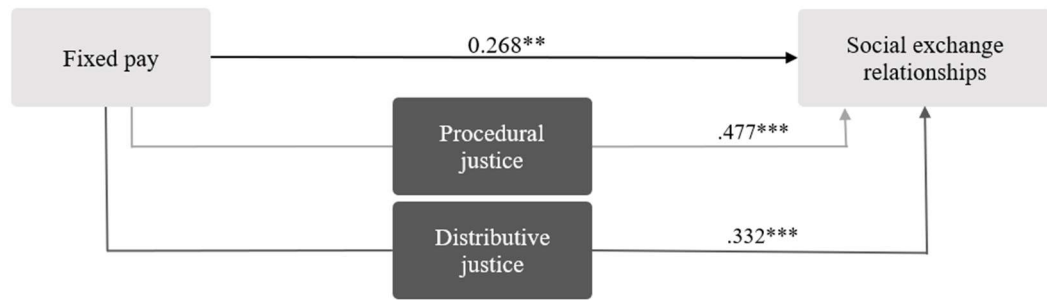 Fixed pay
0.268**
Social exchange
relationships
Procedural
justice
.477***
Distributive
justice
.332***